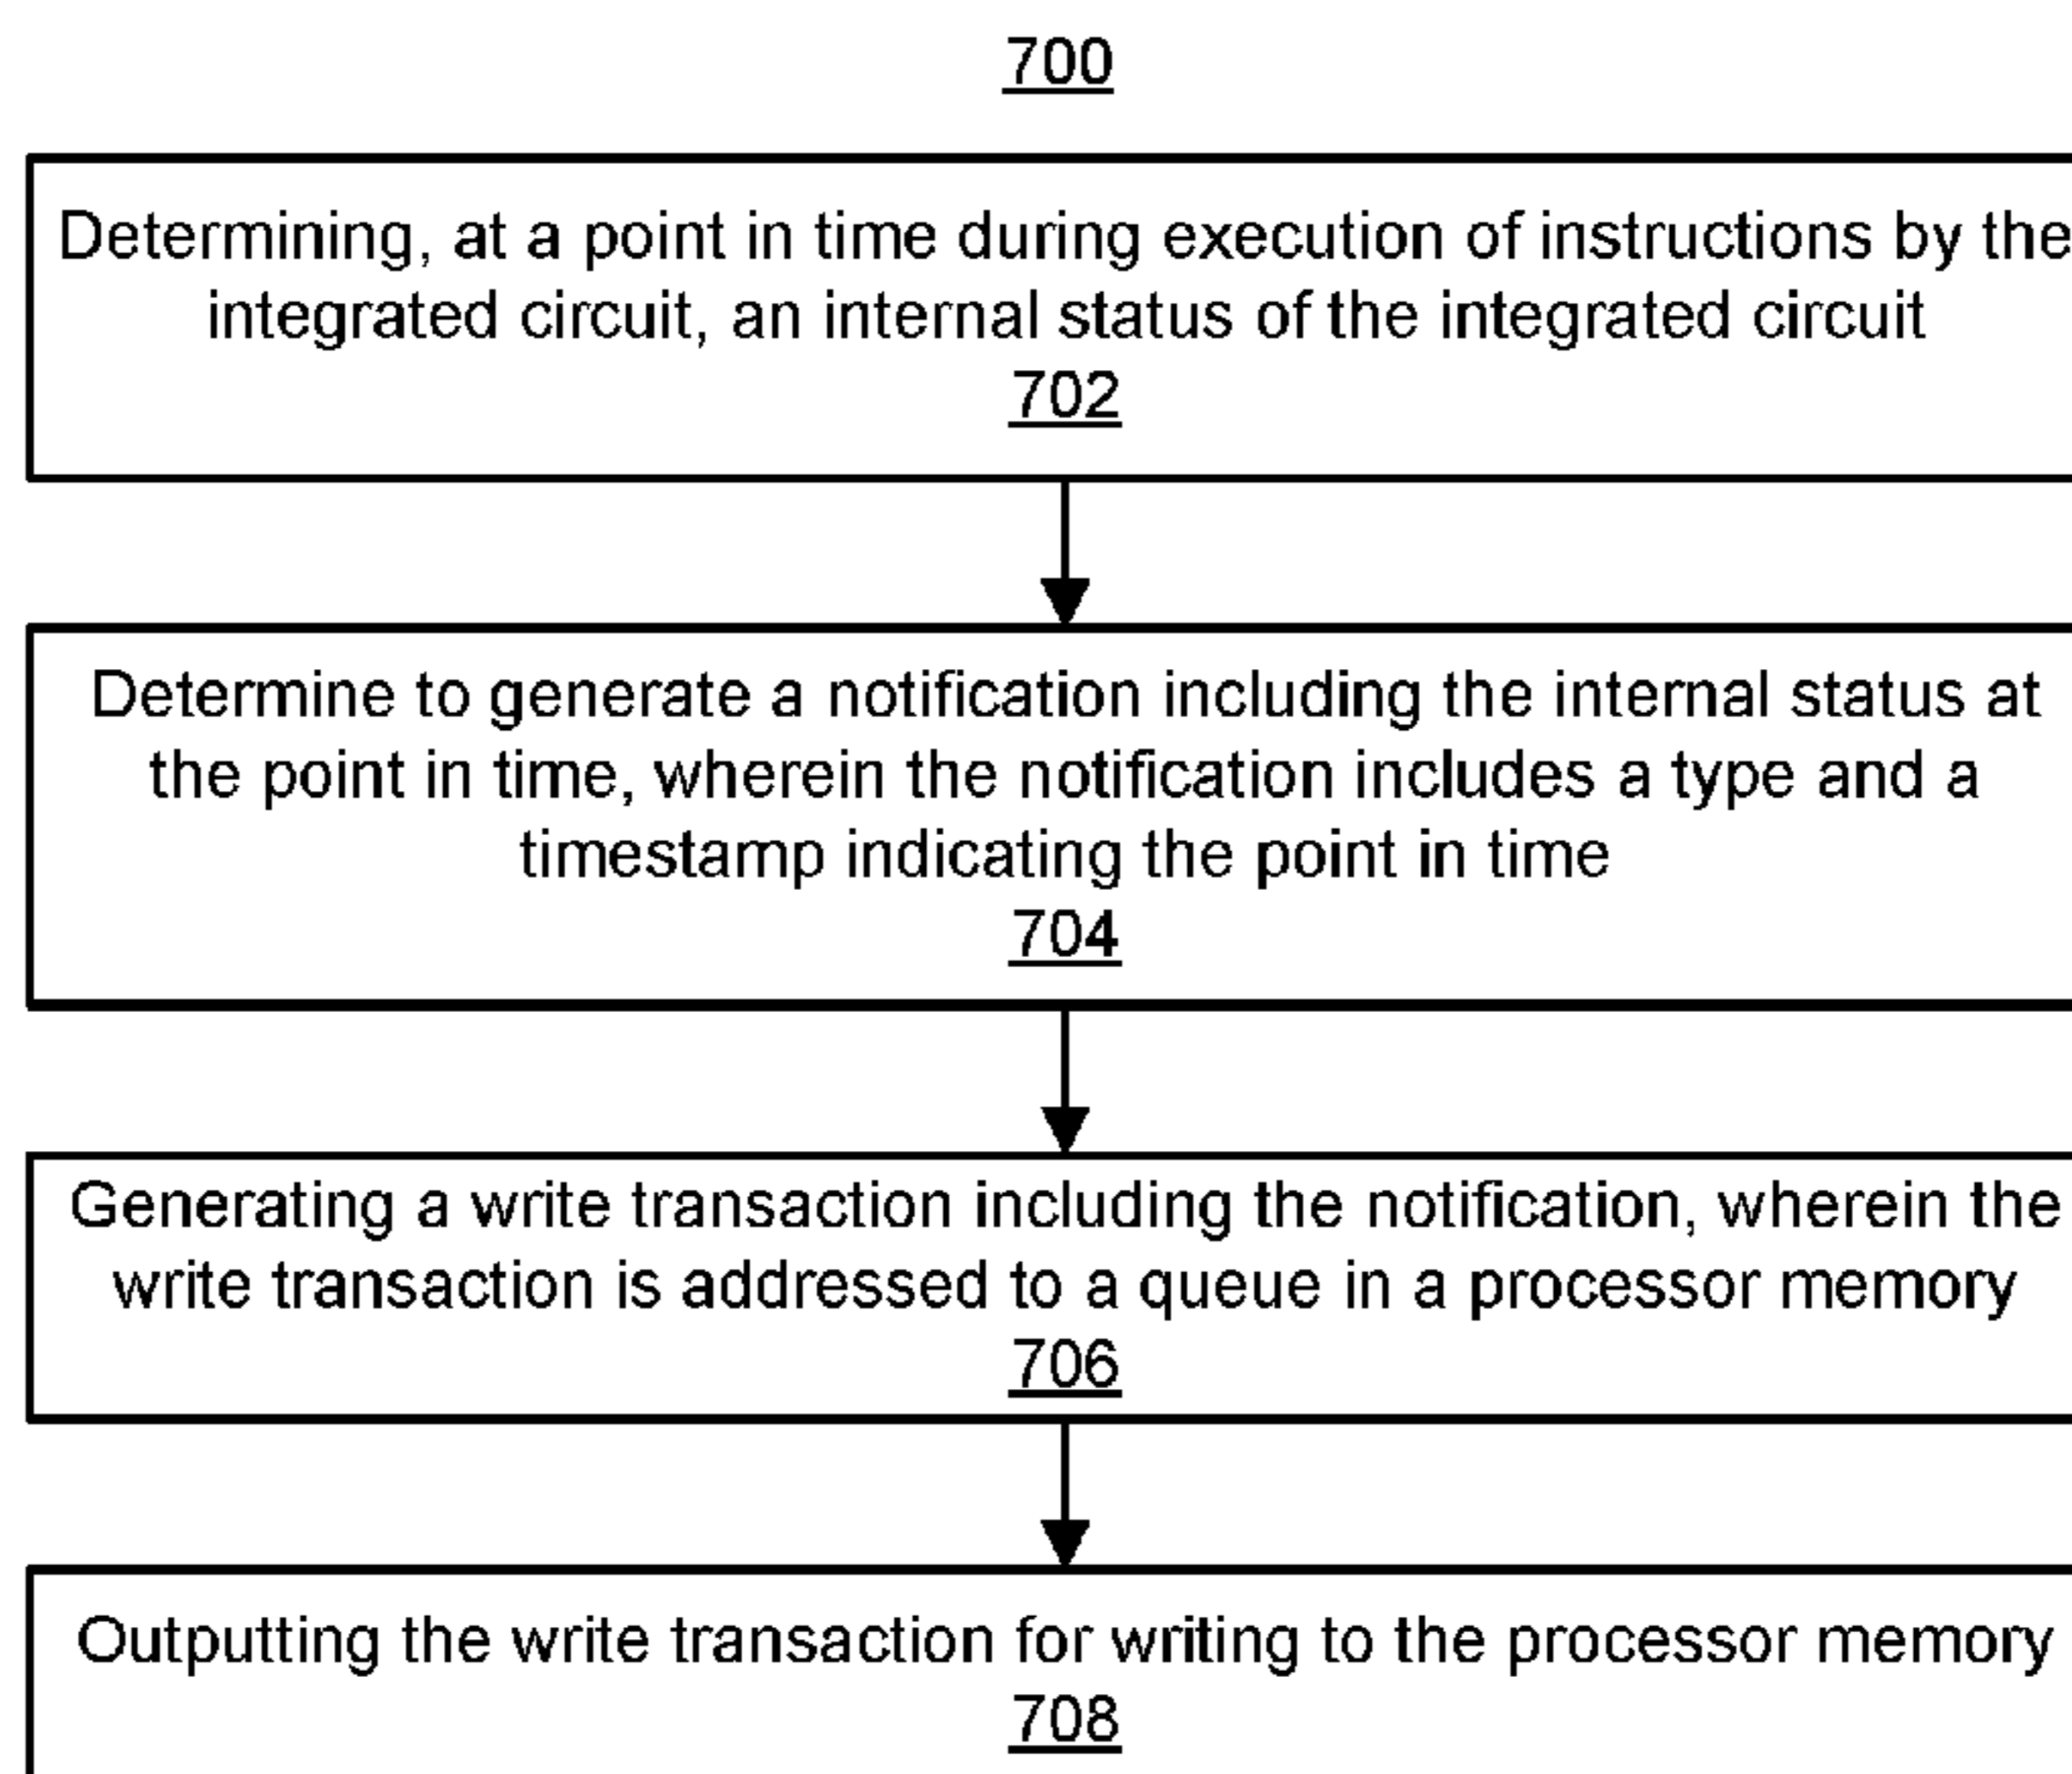 700
Determining, at a point in time during execution of instructions by the
integrated circuit, an internal status of the integrated circuit
702
Determine to generate a notification including the internal status at
the point in time, wherein the notification includes a type and a
timestamp indicating the point in time
704
Generating a write transaction including the notification, wherein the
write transaction is addressed to a queue in a processor memory
706
Outputting the write transaction for writing to the processor memory
708